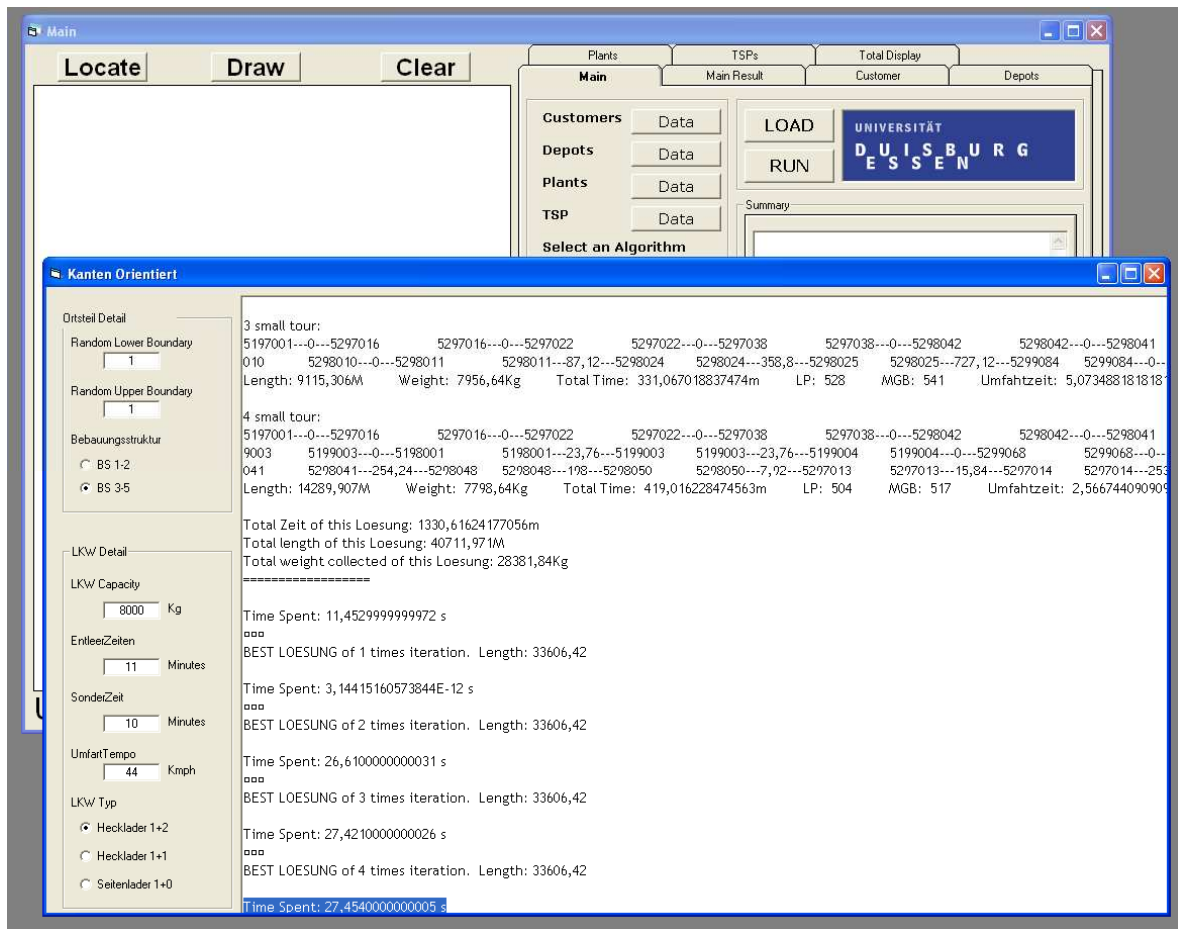 Main
Locate
Draw
Clear
Plants
TSPs
Total Display
Main
Main Result
Customer
Depots
Customers
Data
LOAD
UNIVERSITÄT
DUISBURG
ESSEN
Depots
Data
RUN
Plants
Data
TSP
Data
Summary
Select an Algorithm
Kanten Orientiert
Ortsteil Detail
Random Lower Boundary
1
Random Upper Boundary
1
Bebauungsstruktur
BS 1-2
BS 3-5
LKW Detail
LKW Capacity
8000 Kg
EntleerZeiten
11 Minutes
SonderZeit
10 Minutes
UmfartTempo
44 Kmph
LKW Typ
Hecklader 1+2
Hecklader 1+1
Seitenlader 1+0
3 small tour:
5197001---0---5297016 5297016---0---5297022 5297022---0---5297038 5297038---0---5298042 5298042---0---5298041
010 5298010---0---5298011 5298011---87,12---5298024 5298024---358,8---5298025 5298025---727,12---5299084 5299084---0--
Length: 9115,306M Weight: 7956,64Kg Total Time: 331,067018837474m LP: 528 MGB: 541 Umfahtzeit: 5,0734881818181
4 small tour:
5197001---0---5297016 5297016---0---5297022 5297022---0---5297038 5297038---0---5298042 5298042---0---5298041
9003 5199003---0---5198001 5198001---23,76---5199003 5199003---23,76---5199004 5199004---0---5299068 5299068---0--
041 5298041---254,24---5298048 5298048---198---5298050 5298050---7,92---5297013 5297013---15,84---5297014 5297014---253
Length: 14289,907M Weight: 7798,64Kg Total Time: 419,016228474563m LP: 504 MGB: 517 Umfahtzeit: 2,566744090909
Total Zeit of this Loesung: 1330,61624177056m
Total length of this Loesung: 40711,971M
Total weight collected of this Loesung: 28381,84Kg
==================
Time Spent: 11,4529999999972 s
¤¤¤
BEST LOESUNG of 1 times iteration. Length: 33606,42
Time Spent: 3,14415160573844E-12 s
¤¤¤
BEST LOESUNG of 2 times iteration. Length: 33606,42
Time Spent: 26,6100000000031 s
¤¤¤
BEST LOESUNG of 3 times iteration. Length: 33606,42
Time Spent: 27,4210000000026 s
¤¤¤
BEST LOESUNG of 4 times iteration. Length: 33606,42
Time Spent: 27,4540000000005 s